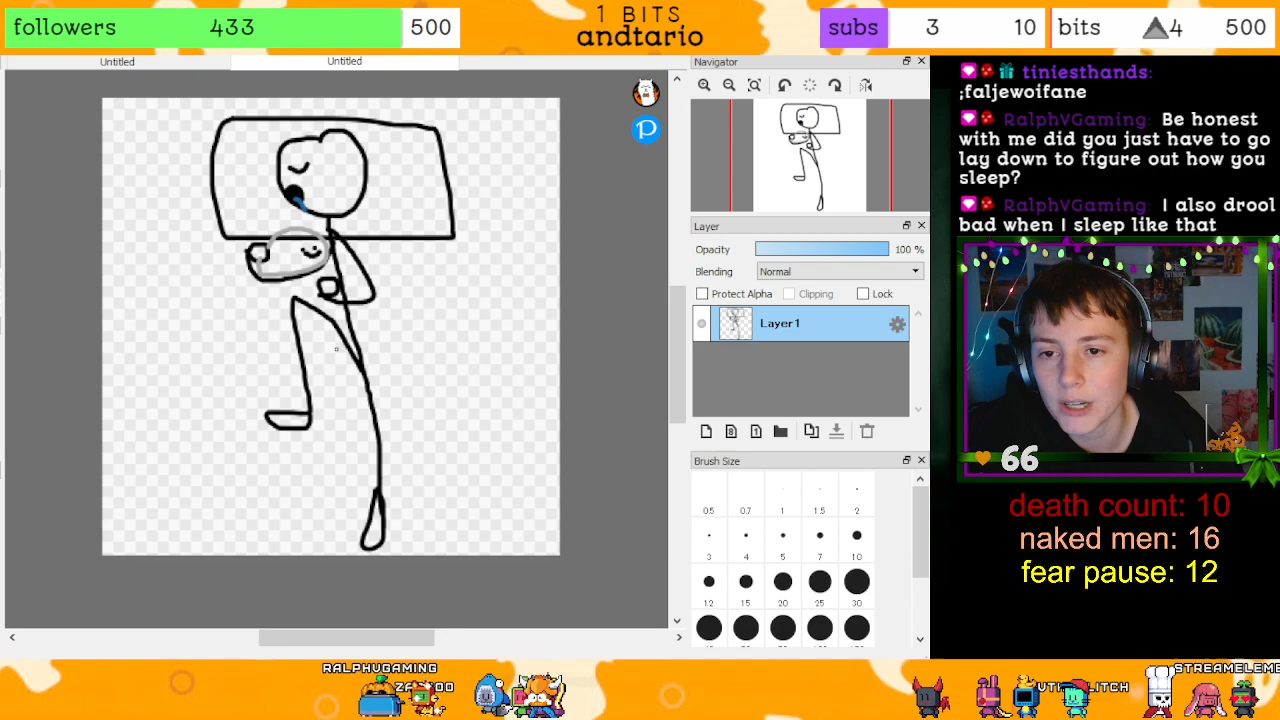 followers 433 500
1 BITS
andtario
subs 3 10
bits 4 500
Untitled
Untitled
Navigator
Layer
Opacity 100 %
Blending Normal
Protect Alpha Clipping Lock
Layer1
Brush Size
0.5 0.7 1 1.5 2
3 4 5 7 10
12 15 20 25 30
tiniesthands:
;faljewoifane
RalphVGaming: Be honest
with me did you just have to go
lay down to figure out how you
sleep?
RalphVGaming: I also drool
bad when I sleep like that
66
death count: 10
naked men: 16
fear pause: 12
RALPHVGAMING
STREAMELEME